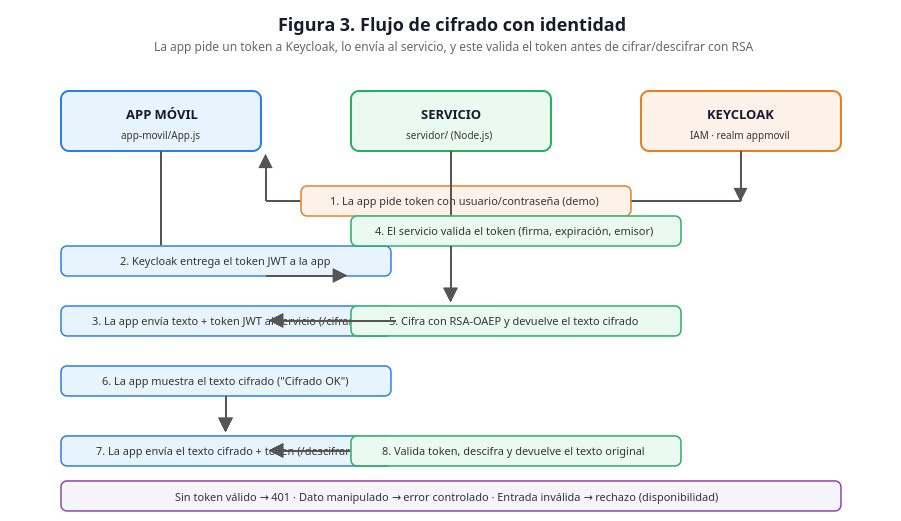 Figura 3. Flujo de cifrado con identidad
La app pide un token a Keycloak, lo envía al servicio, y este valida el token antes de cifrar/descifrar con RSA
APP MÓVIL
app-movil/App.js
SERVICIO
servidor/ (Node.js)
KEYCLOAK
IAM · realm appmovil
1. La app pide token con usuario/contraseña (demo)
4. El servicio valida el token (firma, expiración, emisor)
2. Keycloak entrega el token JWT a la app
3. La app envía texto + token JWT al servicio (/cifrar
5. Cifra con RSA-OAEP y devuelve el texto cifrado
6. La app muestra el texto cifrado ("Cifrado OK")
7. La app envía el texto cifrado + token (/descifrar
8. Valida token, descifra y devuelve el texto original
Sin token válido → 401 · Dato manipulado → error controlado · Entrada inválida → rechazo (disponibilidad)